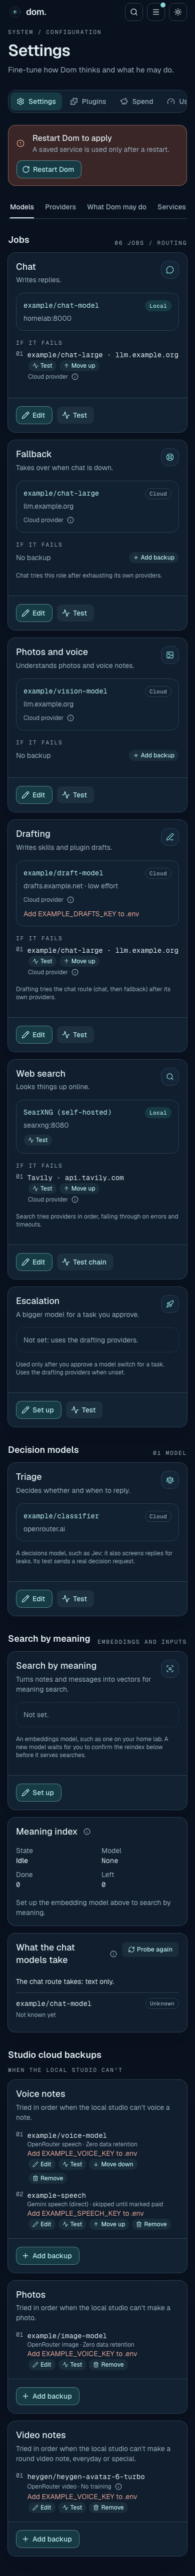 dom.
SYSTEM / CONFIGURATION
Settings
Fine-tune how Dom thinks and what he may do.
Settings
Plugins
Spend
Us
Restart Dom to apply
A saved service is used only after a restart.
Restart Dom
Models Providers What Dom may do Services
Jobs
06 JOBS / ROUTING
Chat
Writes replies.
example/chat-model
Local
homelab:8000
IF IT FAILS
01 example/chat-large · llm.example.org
Test Move up
Cloud provider
Edit Test
Fallback
Takes over when chat is down.
example/chat-large
Cloud
llm.example.org
Cloud provider
IF IT FAILS
No backup
Add backup
Chat tries this role after exhausting its own providers.
Edit Test
Photos and voice
Understands photos and voice notes.
example/vision-model
Cloud
llm.example.org
Cloud provider
IF IT FAILS
No backup
Add backup
Edit Test
Drafting
Writes skills and plugin drafts.
example/draft-model
Cloud
drafts.example.net · low effort
Cloud provider
Add EXAMPLE_DRAFTS_KEY to .env
IF IT FAILS
01 example/chat-large · llm.example.org
Test Move up
Cloud provider
Drafting tries the chat route (chat, then fallback) after its
own providers.
Edit Test
Web search
Looks things up online.
SearXNG (self-hosted)
Local
searxng:8080
Test
IF IT FAILS
01 Tavily · api.tavily.com
Test Move up
Cloud provider
Search tries providers in order, falling through on errors and
timeouts.
Edit Test chain
Escalation
A bigger model for a task you approve.
Not set: uses the drafting providers.
Used only after you approve a model switch for a task.
Uses the drafting providers when unset.
Set up Test
Decision models
01 MODEL
Triage
Decides whether and when to reply.
example/classifier
Cloud
openrouter.ai
A decisions model, such as Jev: it also screens replies for
leaks. Its test sends a real decision request.
Edit Test
Search by meaning
EMBEDDINGS AND INPUTS
Search by meaning
Turns notes and messages into vectors for
meaning search.
Not set.
An embeddings model, such as one on your home lab. A
new model waits for you to confirm the reindex below
before it serves searches.
Set up
Meaning index
State Model
Idle None
Done Left
0 0
Set up the embedding model above to search by
meaning.
What the chat
models take
Probe again
The chat route takes: text only.
example/chat-model
Unknown
Not known yet
Studio cloud backups
WHEN THE LOCAL STUDIO CAN'T
Voice notes
Tried in order when the local studio can't voice a
note.
01 example/voice-model
OpenRouter speech · Zero data retention
Add EXAMPLE_VOICE_KEY to .env
Edit Test Move down
Remove
02 example-speech
Gemini speech (direct) · skipped until marked paid
Add EXAMPLE_SPEECH_KEY to .env
Edit Test Move up Remove
Add backup
Photos
Tried in order when the local studio can't make a
photo.
01 example/image-model
OpenRouter image · Zero data retention
Add EXAMPLE_VOICE_KEY to .env
Edit Test Remove
Add backup
Video notes
Tried in order when the local studio can't make a
round video note, everyday or special.
01 heygen/heygen-avatar-6-turbo
OpenRouter video · No training
Add EXAMPLE_VOICE_KEY to .env
Edit Test Remove
Add backup